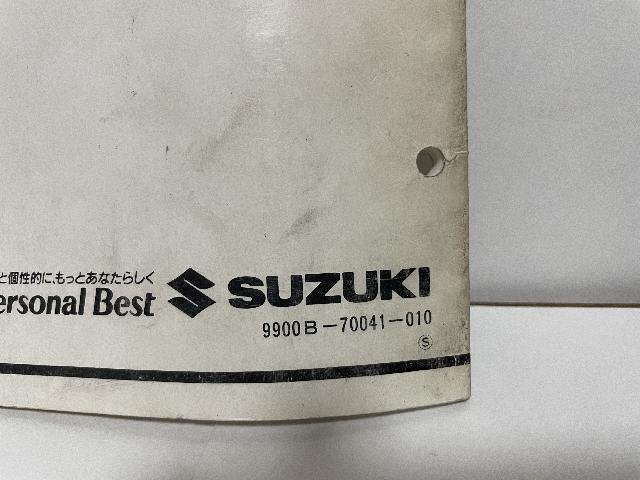 と個性的に、もっとあなたらしく
ersonal Best
SUZUKI
9900B-70041-010
S